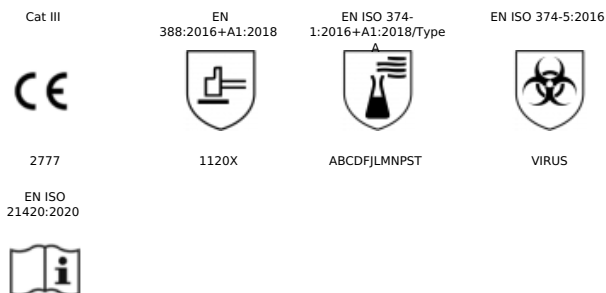 Cat III
EN
388:2016+A1:2018
EN ISO 374-
1:2016+A1:2018/Type
A
EN ISO 374-5:2016
CE
2777
1120X
ABCDFJLMNPST
VIRUS
EN ISO
21420:2020
i